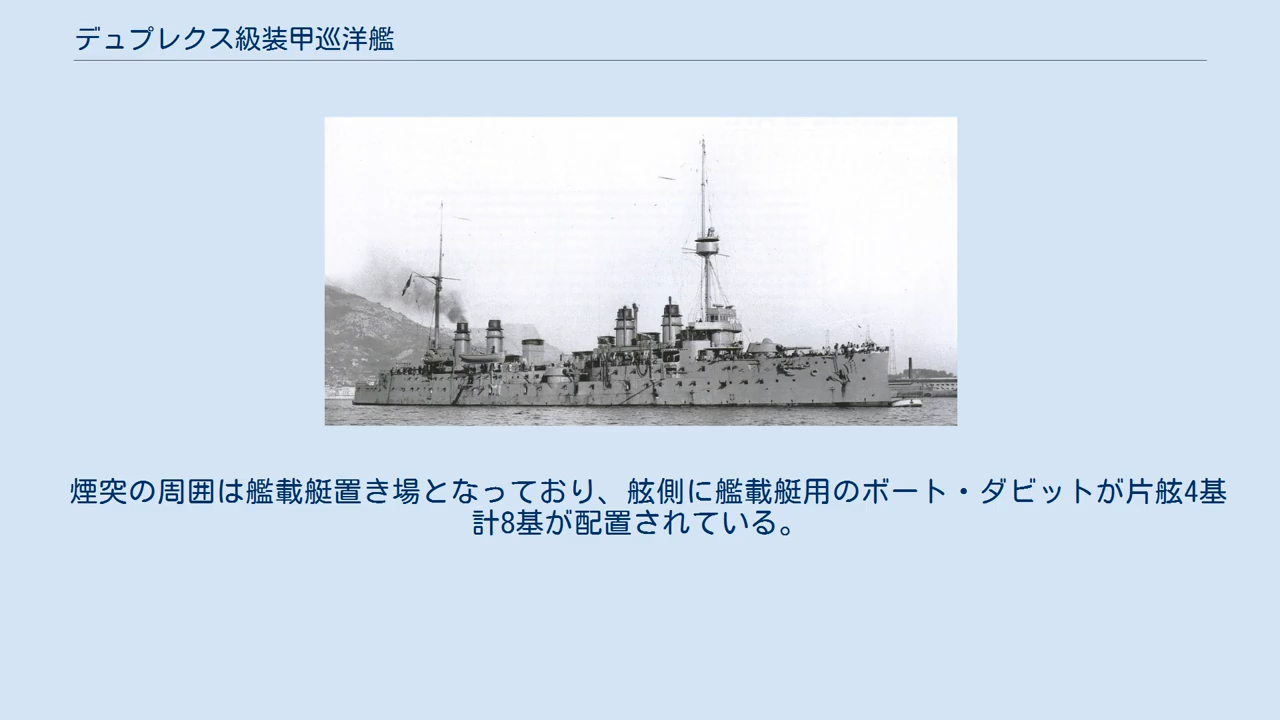 デュプレクス級装甲巡洋艦
煙突の周囲は艦載艇置き場となっており、舷側に艦載艇用のボート・ダビットが片舷4基
計8基が配置されている。